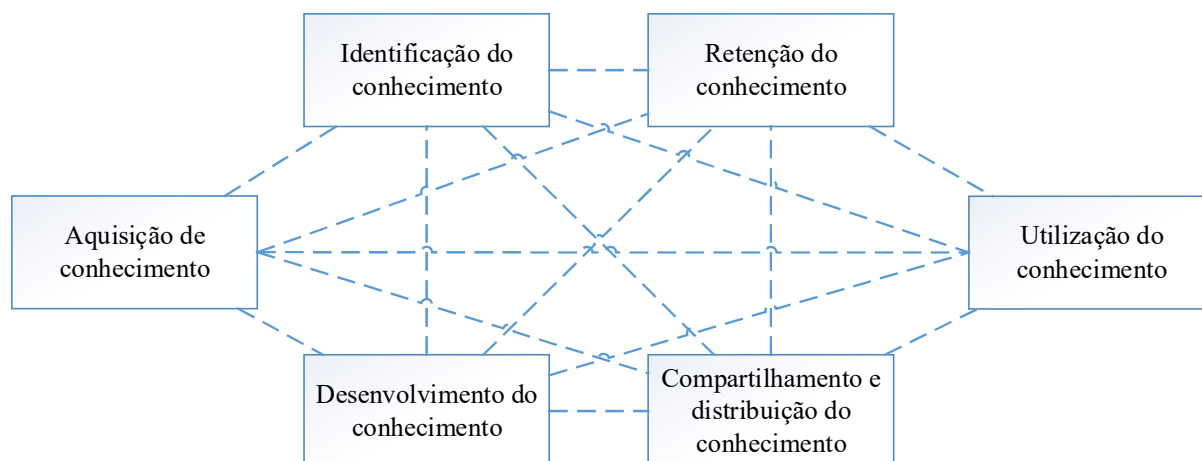 Identificação do
conhecimento
Retenção do
conhecimento
Aquisição de
conhecimento
Utilização do
conhecimento
Desenvolvimento do
conhecimento
Compartilhamento e
distribuição do
conhecimento